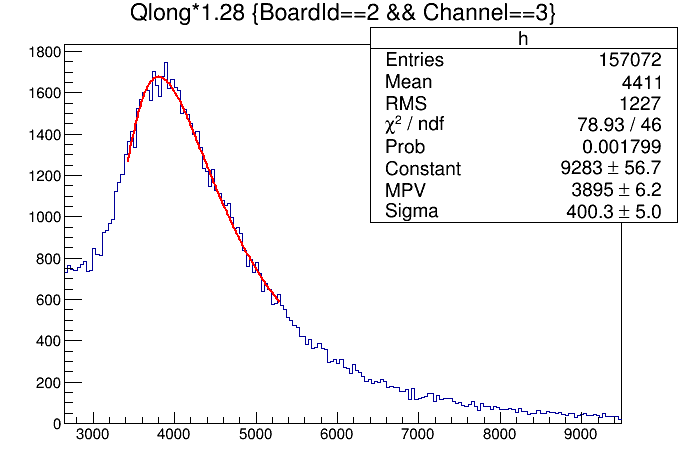 Qlong*1.28 {BoardId==2 && Channel==3}
h
Entries 157072
Mean 4411
RMS 1227
χ² / ndf 78.93 / 46
Prob 0.001799
Constant 9283 ± 56.7
MPV 3895 ± 6.2
Sigma 400.3 ± 5.0
1800
1600
1400
1200
1000
800
600
400
200
0
3000 4000 5000 6000 7000 8000 9000